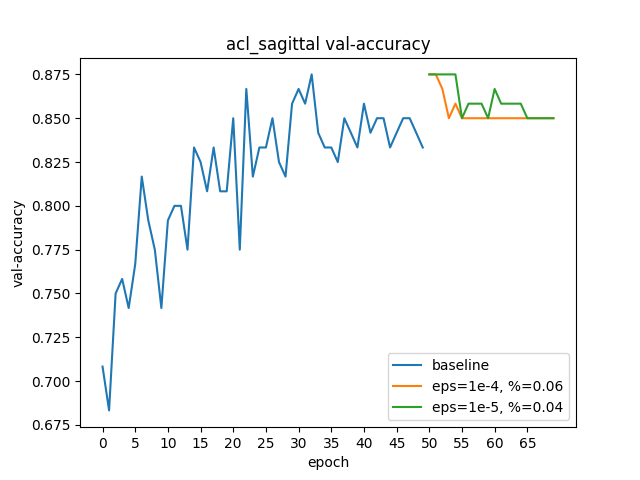 acl_sagittal val-accuracy
val-accuracy
0.875
0.850
0.825
0.800
0.775
0.750
0.725
0.700
0.675
0 5 10 15 20 25 30 35 40 45 50 55 60 65
epoch
baseline
eps=1e-4, %=0.06
eps=1e-5, %=0.04